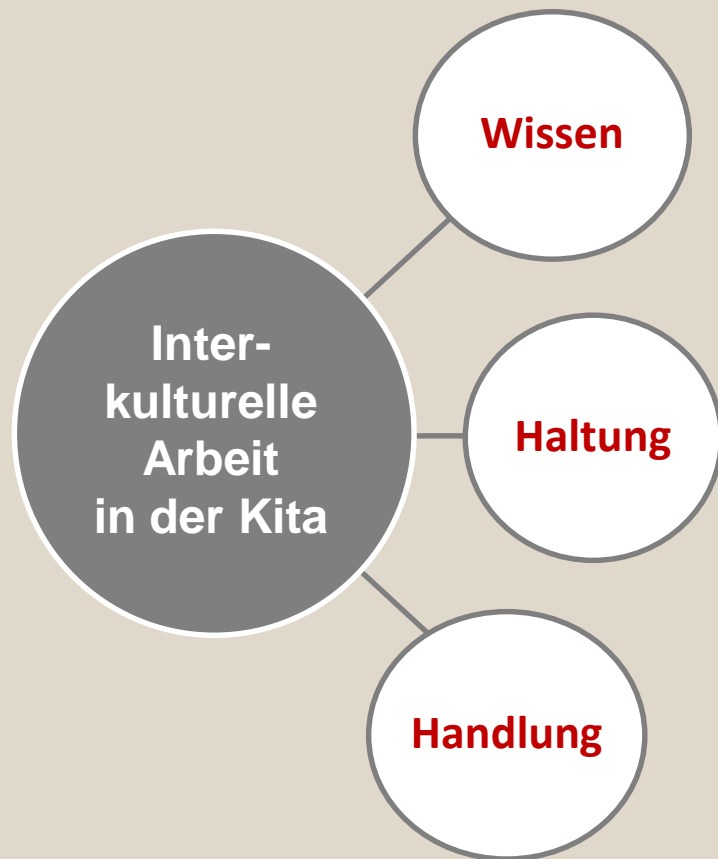 Wissen
Inter-
kulturelle
Arbeit
in der Kita
Haltung
Handlung